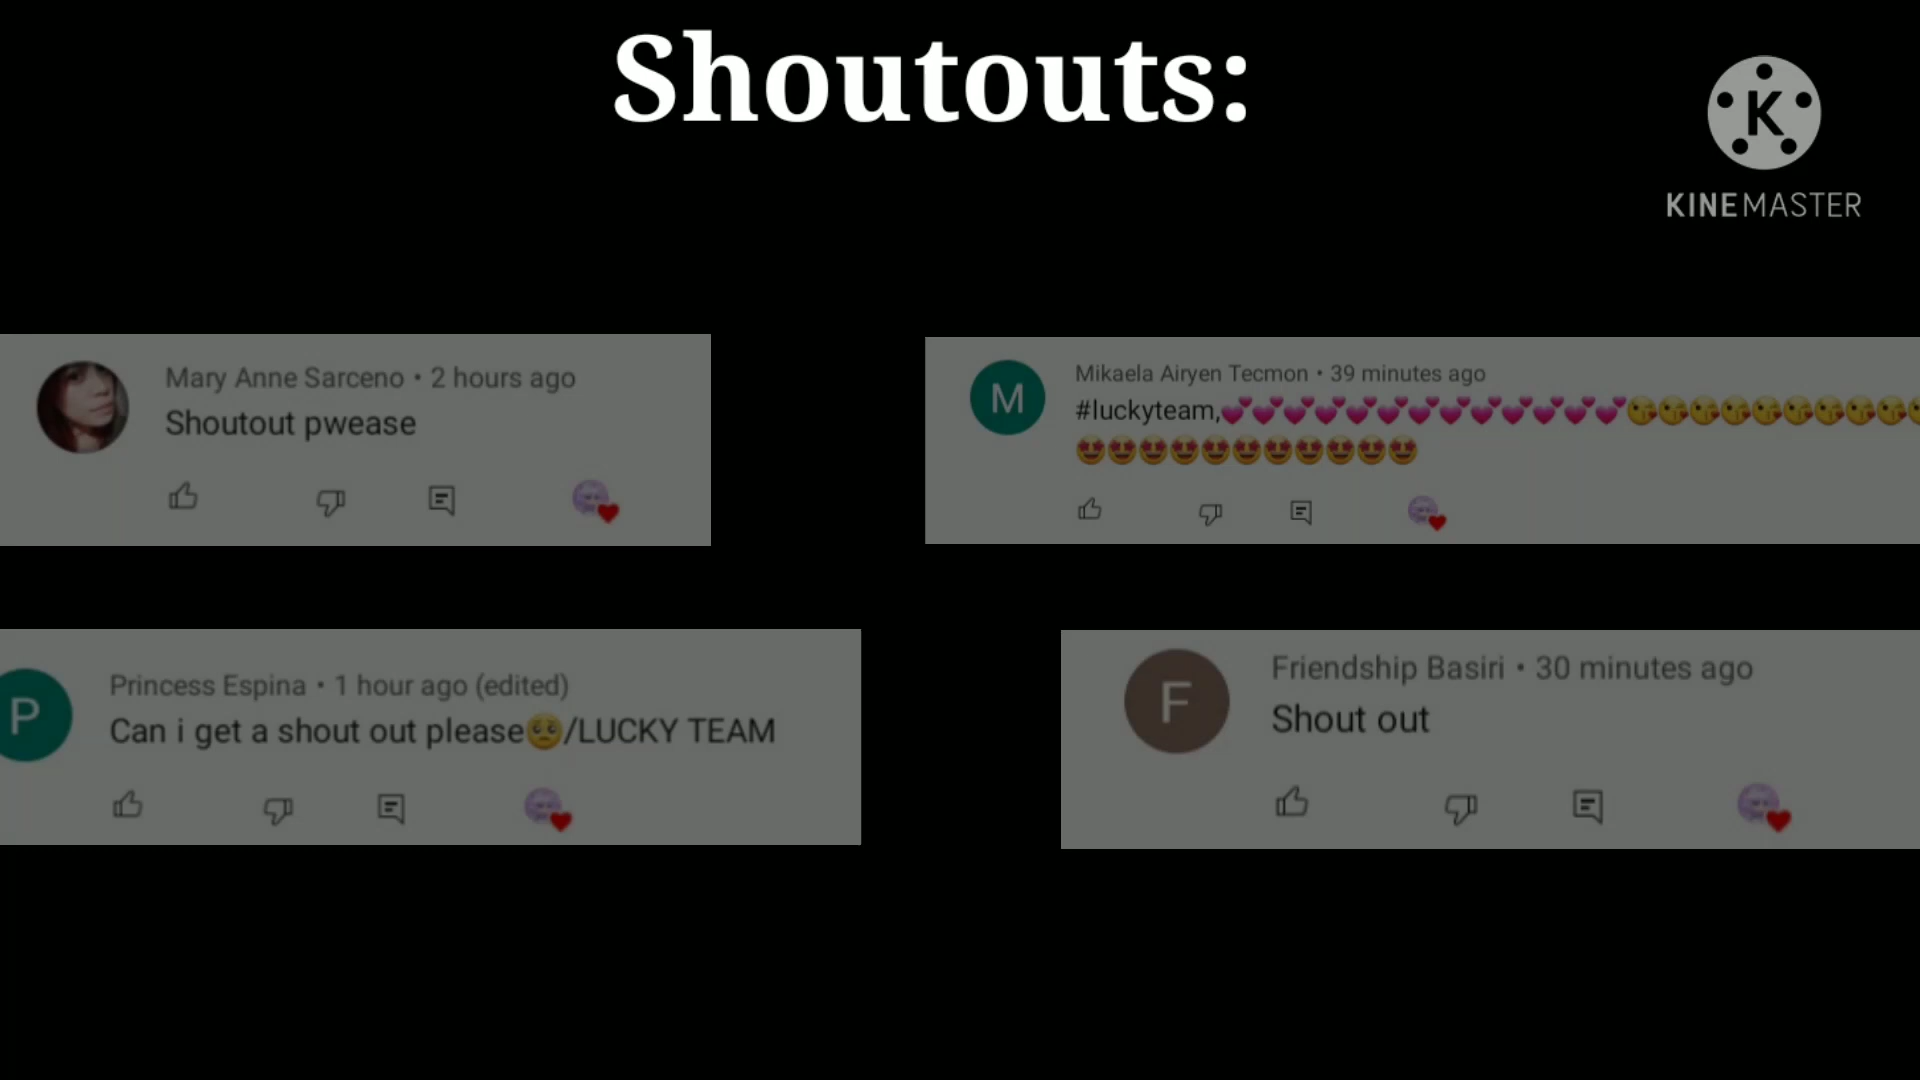 Shoutouts:
K
KINEMASTER
Mary Anne Sarceno • 2 hours ago
Shoutout pwease
M
Mikaela Airyen Tecmon • 39 minutes ago
#luckyteam,💕💕💕💕💕💕💕💕💕💕💕💕💕😘😘😘😘😘😘😘😘😘😘
🤩🤩🤩🤩🤩🤩🤩🤩🤩🤩🤩
P
Princess Espina • 1 hour ago (edited)
Can i get a shout out please🥺/LUCKY TEAM
F
Friendship Basiri • 30 minutes ago
Shout out